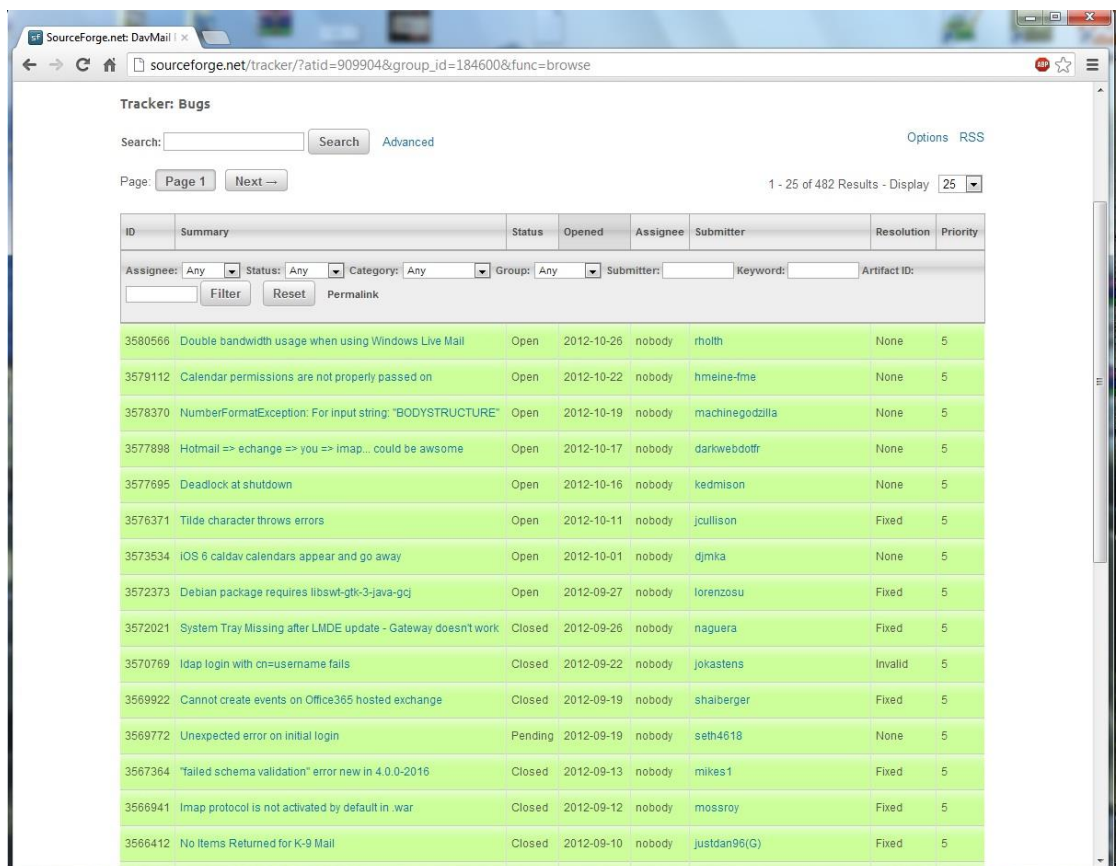 SourceForge.net: DavMail
sourceforge.net/tracker/?atid=909904&group_id=184600&func=browse
ABP
Tracker: Bugs
Search: Search Advanced Options RSS
Page: Page 1 Next → 1 - 25 of 482 Results - Display 25
ID Summary Status Opened Assignee Submitter Resolution Priority
Assignee: Any Status: Any Category: Any Group: Any Submitter: Keyword: Artifact ID:
Filter Reset Permalink
3580566 Double bandwidth usage when using Windows Live Mail Open 2012-10-26 nobody rholth None 5
3579112 Calendar permissions are not properly passed on Open 2012-10-22 nobody hmeine-fme None 5
3578370 NumberFormatException: For input string: "BODYSTRUCTURE" Open 2012-10-19 nobody machinegodzilla None 5
3577898 Hotmail => echange => you => imap... could be awsome Open 2012-10-17 nobody darkwebdotfr None 5
3577695 Deadlock at shutdown Open 2012-10-16 nobody kedmison None 5
3576371 Tilde character throws errors Open 2012-10-11 nobody jcullison Fixed 5
3573534 iOS 6 caldav calendars appear and go away Open 2012-10-01 nobody djmka None 5
3572373 Debian package requires libswt-gtk-3-java-gcj Open 2012-09-27 nobody lorenzosu Fixed 5
3572021 System Tray Missing after LMDE update - Gateway doesn't work Closed 2012-09-26 nobody naguera Fixed 5
3570769 ldap login with cn=username fails Closed 2012-09-22 nobody jokastens Invalid 5
3569922 Cannot create events on Office365 hosted exchange Closed 2012-09-19 nobody shaiberger Fixed 5
3569772 Unexpected error on initial login Pending 2012-09-19 nobody seth4618 None 5
3567364 "failed schema validation" error new in 4.0.0-2016 Closed 2012-09-13 nobody mikes1 Fixed 5
3566941 Imap protocol is not activated by default in .war Closed 2012-09-12 nobody mossroy Fixed 5
3566412 No Items Returned for K-9 Mail Closed 2012-09-10 nobody justdan96(G) Fixed 5